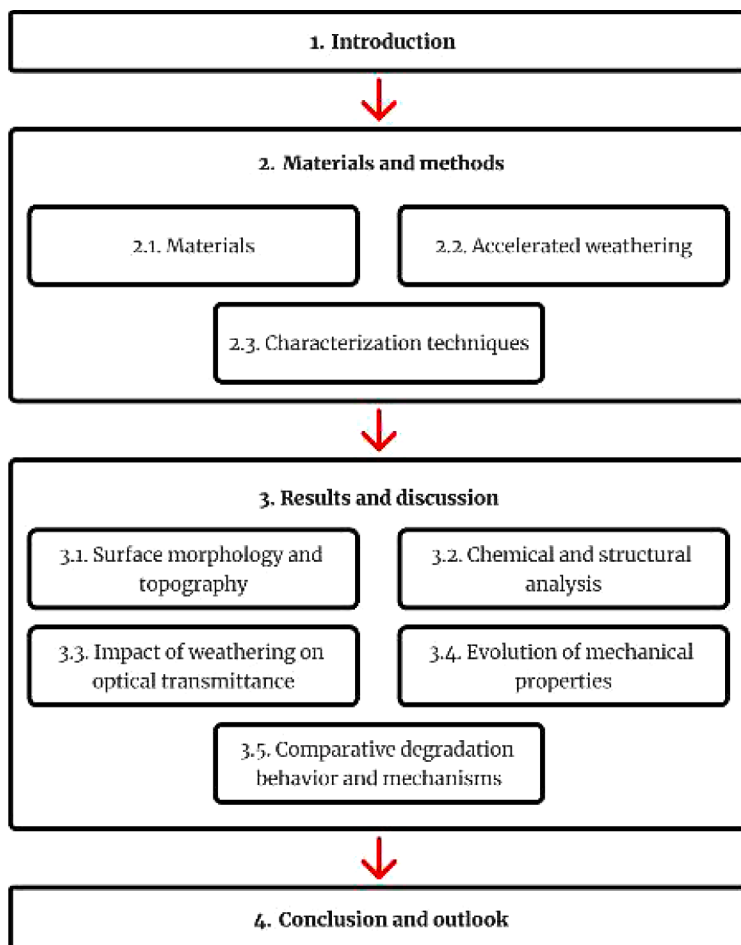 1. Introduction
2. Materials and methods
2.1. Materials
2.2. Accelerated weathering
2.3. Characterization techniques
3. Results and discussion
3.1. Surface morphology and
topography
3.2. Chemical and structural
analysis
3.3. Impact of weathering on
optical transmittance
3.4. Evolution of mechanical
properties
3.5. Comparative degradation
behavior and mechanisms
4. Conclusion and outlook